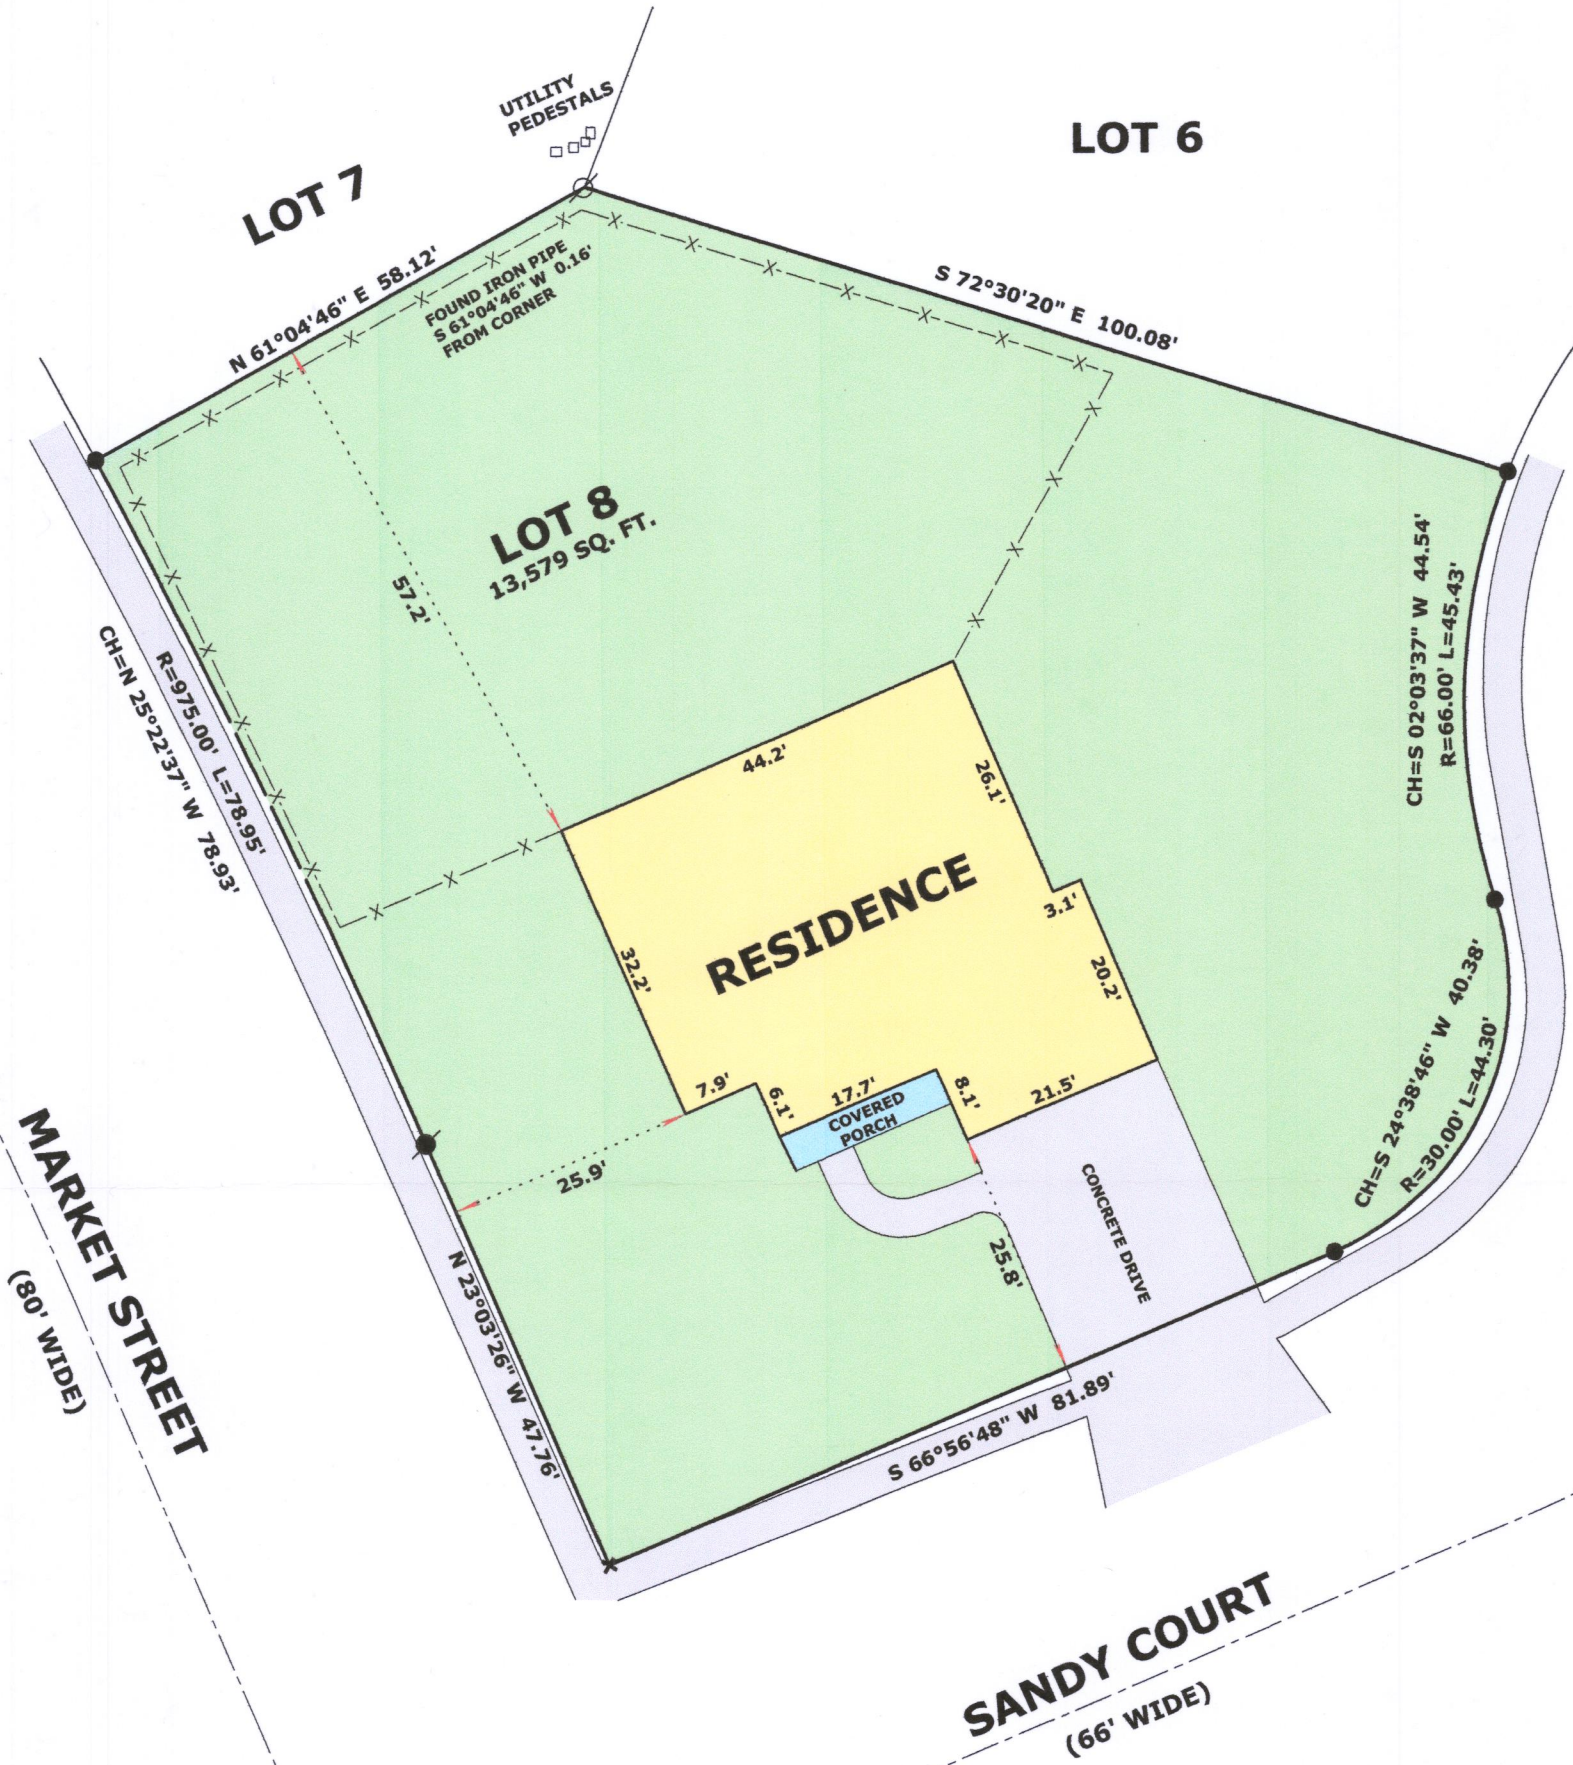 UTILITY
PEDESTALS
LOT 6
LOT 7
N 61°04'46" E 58.12'
FOUND IRON PIPE
S 61°04'46" W 0.16'
FROM CORNER
S 72°30'20" E 100.08'
LOT 8
13,579 SQ. FT.
57.2'
CH=S 02°03'37" W 44.54'
R=66.00' L=45.43'
R=975.00' L=78.95'
CH=N 25°22'37" W 78.93'
44.2'
26.1'
RESIDENCE
3.1'
32.2'
20.2'
7.9'
6.1'
17.7'
8.1'
21.5'
COVERED
PORCH
CH=S 24°38'46" W 40.38'
R=30.00' L=44.30'
25.9'
CONCRETE DRIVE
25.8'
MARKET STREET
(80' WIDE)
N 23°03'26" W 47.76'
S 66°56'48" W 81.89'
SANDY COURT
(66' WIDE)